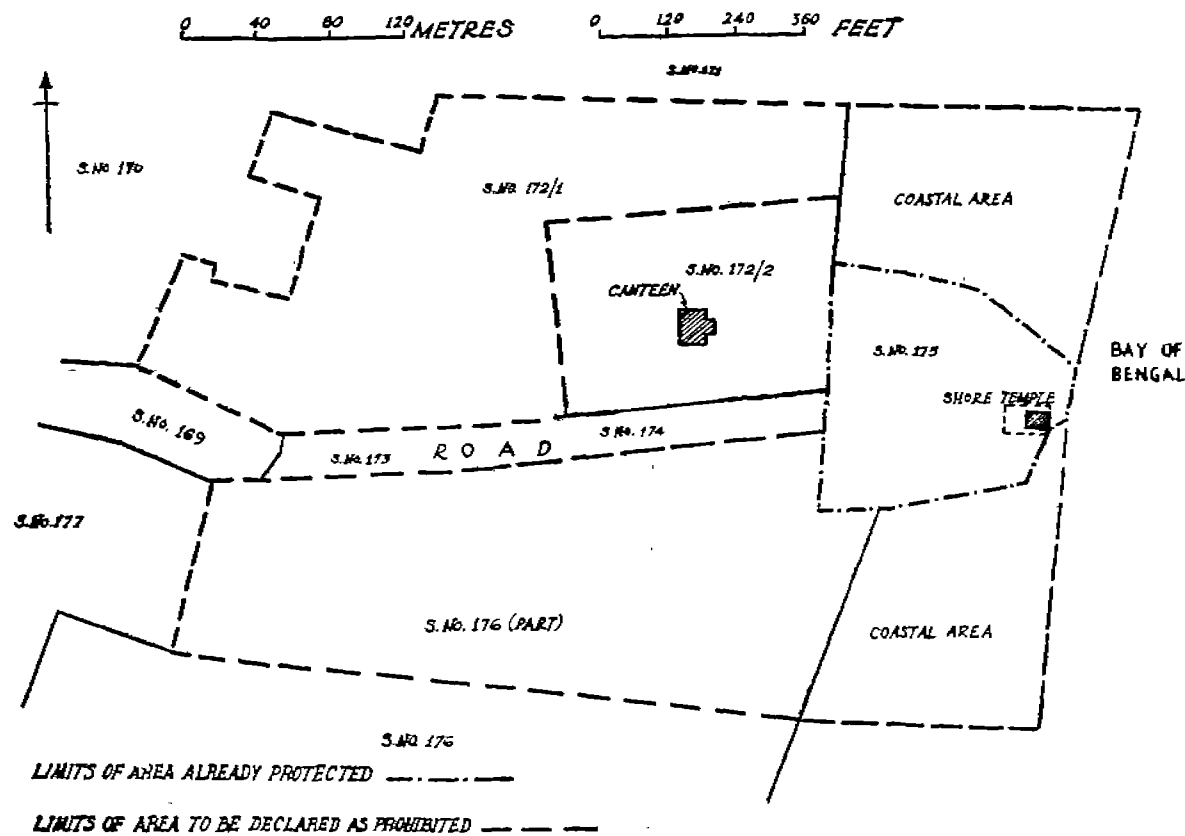 0 40 80 120 METRES
0 120 240 360 FEET
S.No. 170
S.No. 172/1
COASTAL AREA
S.No. 172/2
CANTEEN
S.No. 175
BAY OF
BENGAL
SHORE TEMPLE
S.No. 169
S.No. 174
S.No. 173
ROAD
S.No. 177
S.No. 176 (PART)
COASTAL AREA
S.No. 176
LIMITS OF AREA ALREADY PROTECTED
LIMITS OF AREA TO BE DECLARED AS PROHIBITED